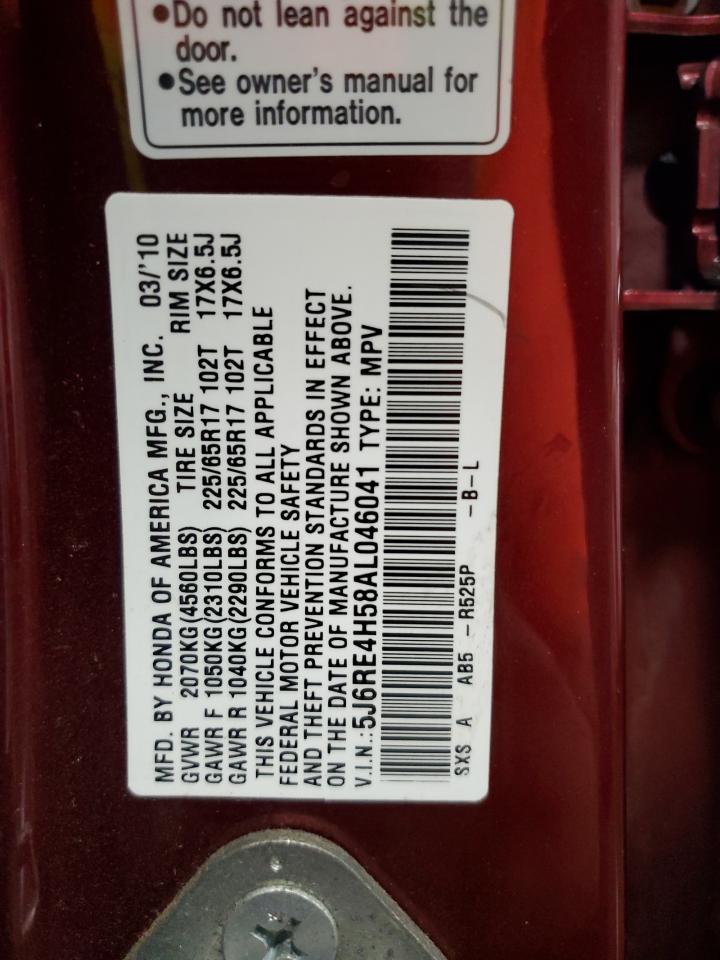 ●Do not lean against the
door.
●See owner's manual for
more information.
MFD. BY HONDA OF AMERICA MFG., INC. 03/'10
GVWR 2070KG(4560LBS) TIRE SIZE RIM SIZE
GAWR F 1050KG(2310LBS) 225/65R17 102T 17X6.5J
GAWR R 1040KG(2290LBS) 225/65R17 102T 17X6.5J
THIS VEHICLE CONFORMS TO ALL APPLICABLE
FEDERAL MOTOR VEHICLE SAFETY
AND THEFT PREVENTION STANDARDS IN EFFECT
ON THE DATE OF MANUFACTURE SHOWN ABOVE.
V.I.N.:5J6RE4H58AL046041 TYPE: MPV
SXS A AB5 -R525P -B-L